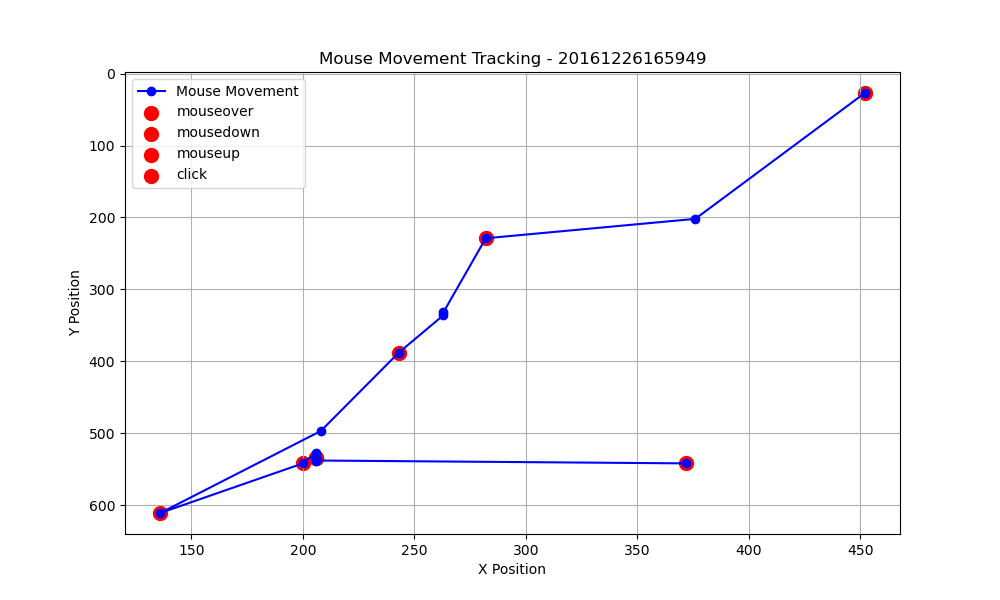 Mouse Movement Tracking - 20161226165949
Mouse Movement
mouseover
mousedown
mouseup
click
0
100
200
300
400
500
600
Y Position
150
200
250
300
350
400
450
X Position